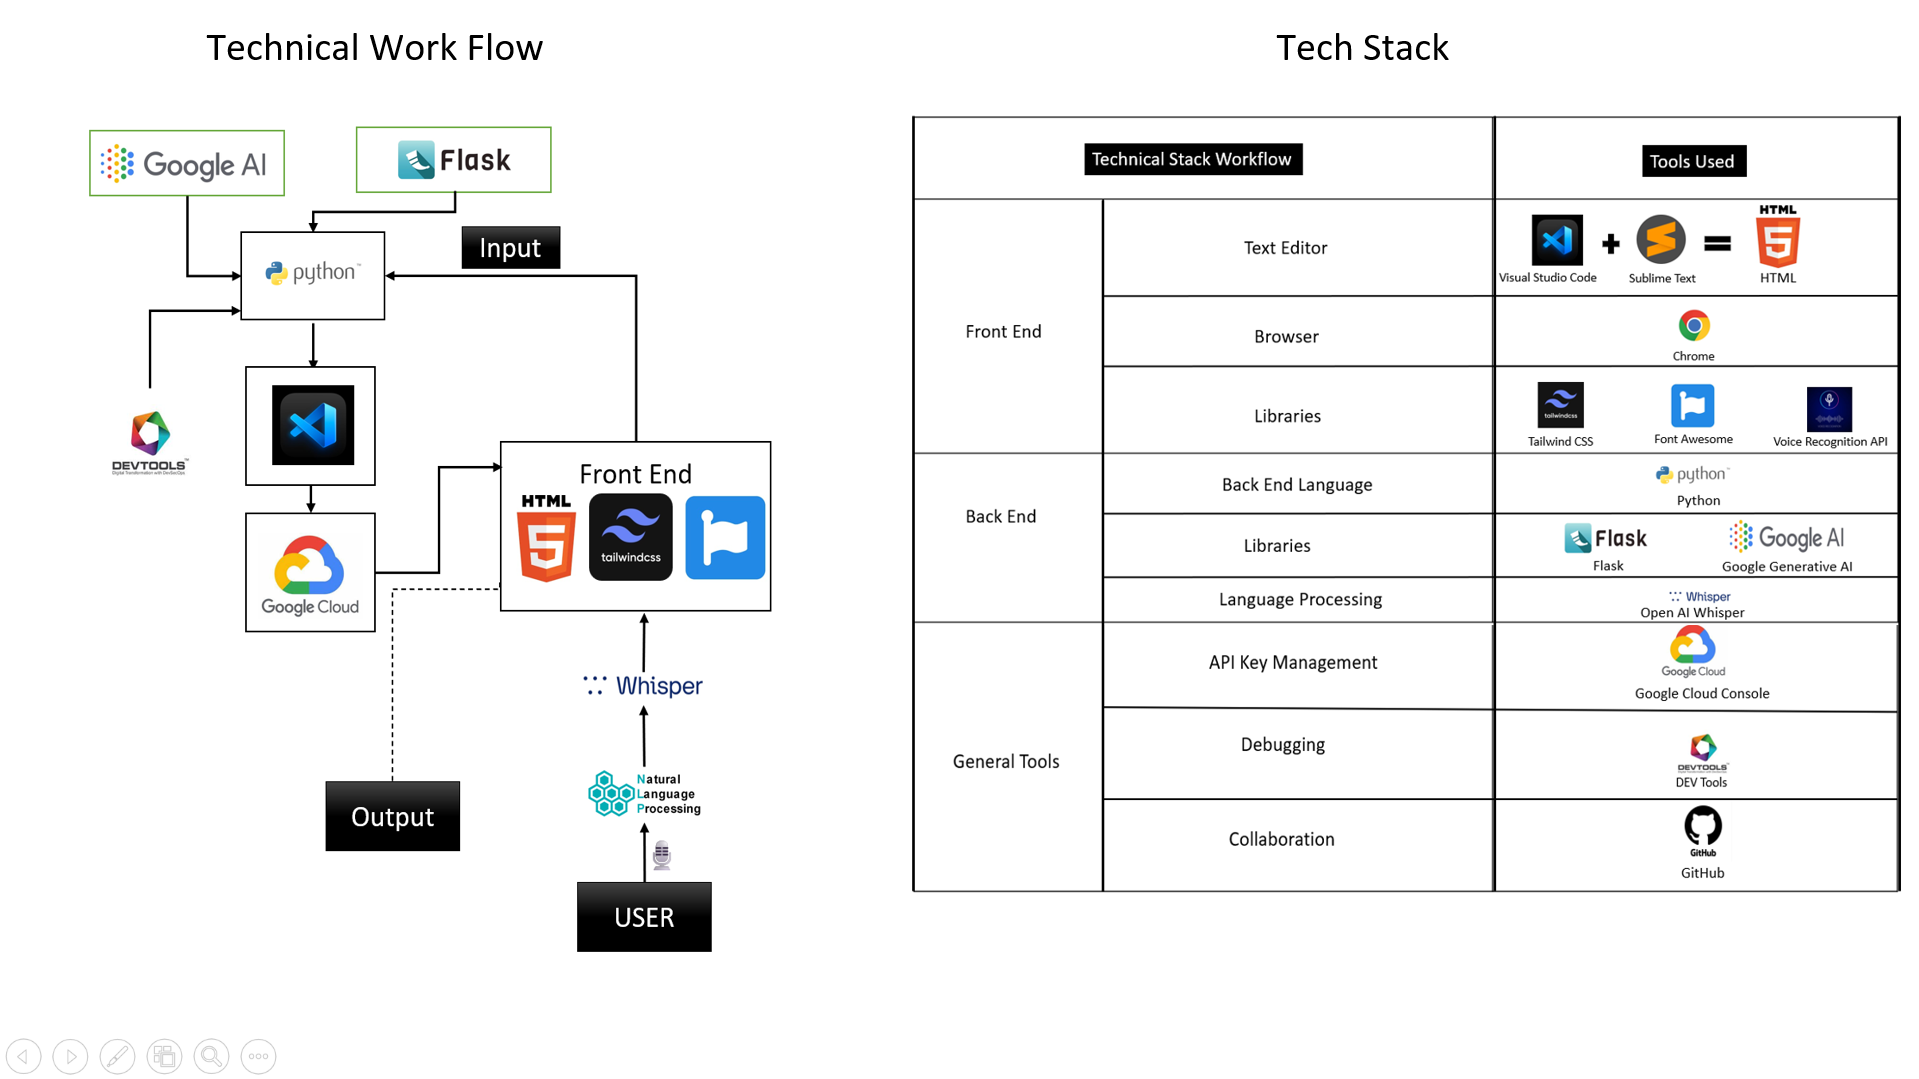 Technical Work Flow
Google AI
Flask
Input
python
DEVTOOLS
Front End
HTML
5
tailwindcss
Google Cloud
Whisper
Natural
Language
Processing
Output
USER
Tech Stack
Technical Stack Workflow
Tools Used
Front End
Text Editor
HTML
5
Visual Studio Code
Sublime Text
HTML
Browser
Chrome
Libraries
tailwindcss
Tailwind CSS
Font Awesome
Voice Recognition API
Back End
Back End Language
python
Python
Libraries
Flask
Google AI
Flask
Google Generative AI
Language Processing
Whisper
Open AI Whisper
General Tools
API Key Management
Google Cloud
Google Cloud Console
Debugging
DEVTOOLS
DEV Tools
Collaboration
GitHub
GitHub